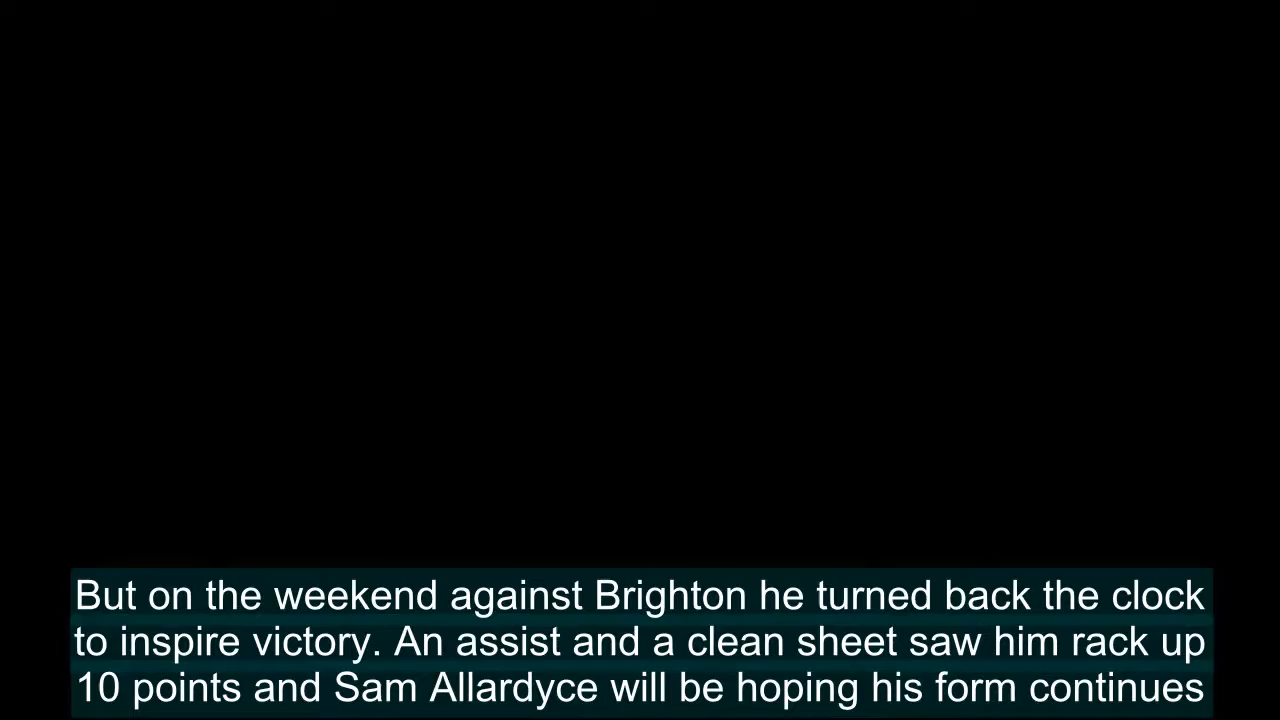 But on the weekend against Brighton he turned back the clock
to inspire victory. An assist and a clean sheet saw him rack up
10 points and Sam Allardyce will be hoping his form continues